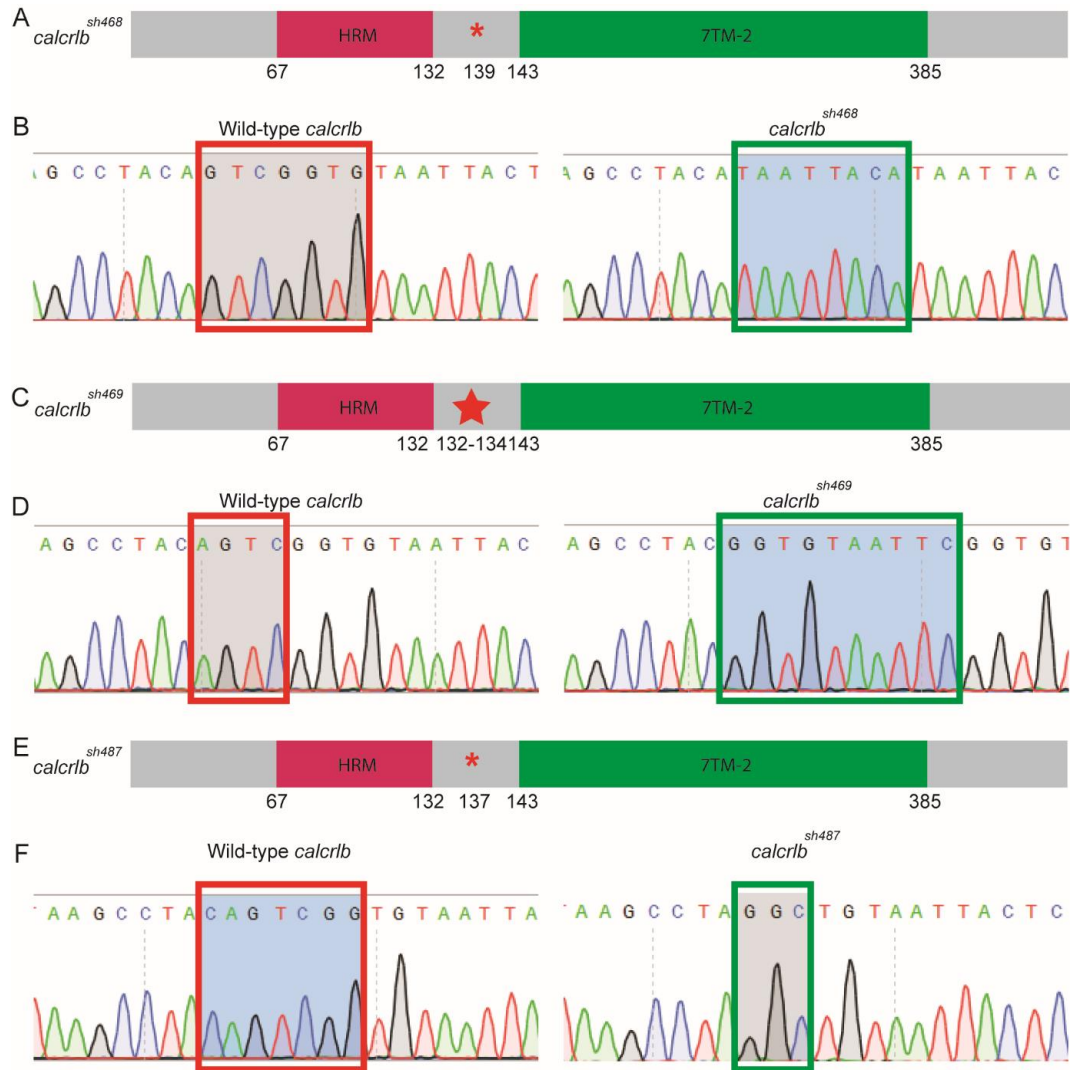 A
calcrlb sh468
HRM
*
7TM-2
67
132
139
143
385
B
Wild-type calcrlb
calcrlb sh468
A G C C T A C A G T C G G T G T A A T T A C T
A G C C T A C A T A A T T A C A T A A T T A C
C
calcrlb sh469
HRM
7TM-2
67
132
132-134
143
385
D
Wild-type calcrlb
calcrlb sh469
A G C C T A C A G T C G G T G T A A T T A C
A G C C T A C G G T G T A A T T C G G T G T
E
calcrlb sh487
HRM
*
7TM-2
67
132
137
143
385
F
Wild-type calcrlb
calcrlb sh487
T A A G C C T A C A G T C G G T G T A A T T A
T A A G C C T A G G C T G T A A T T A C T C